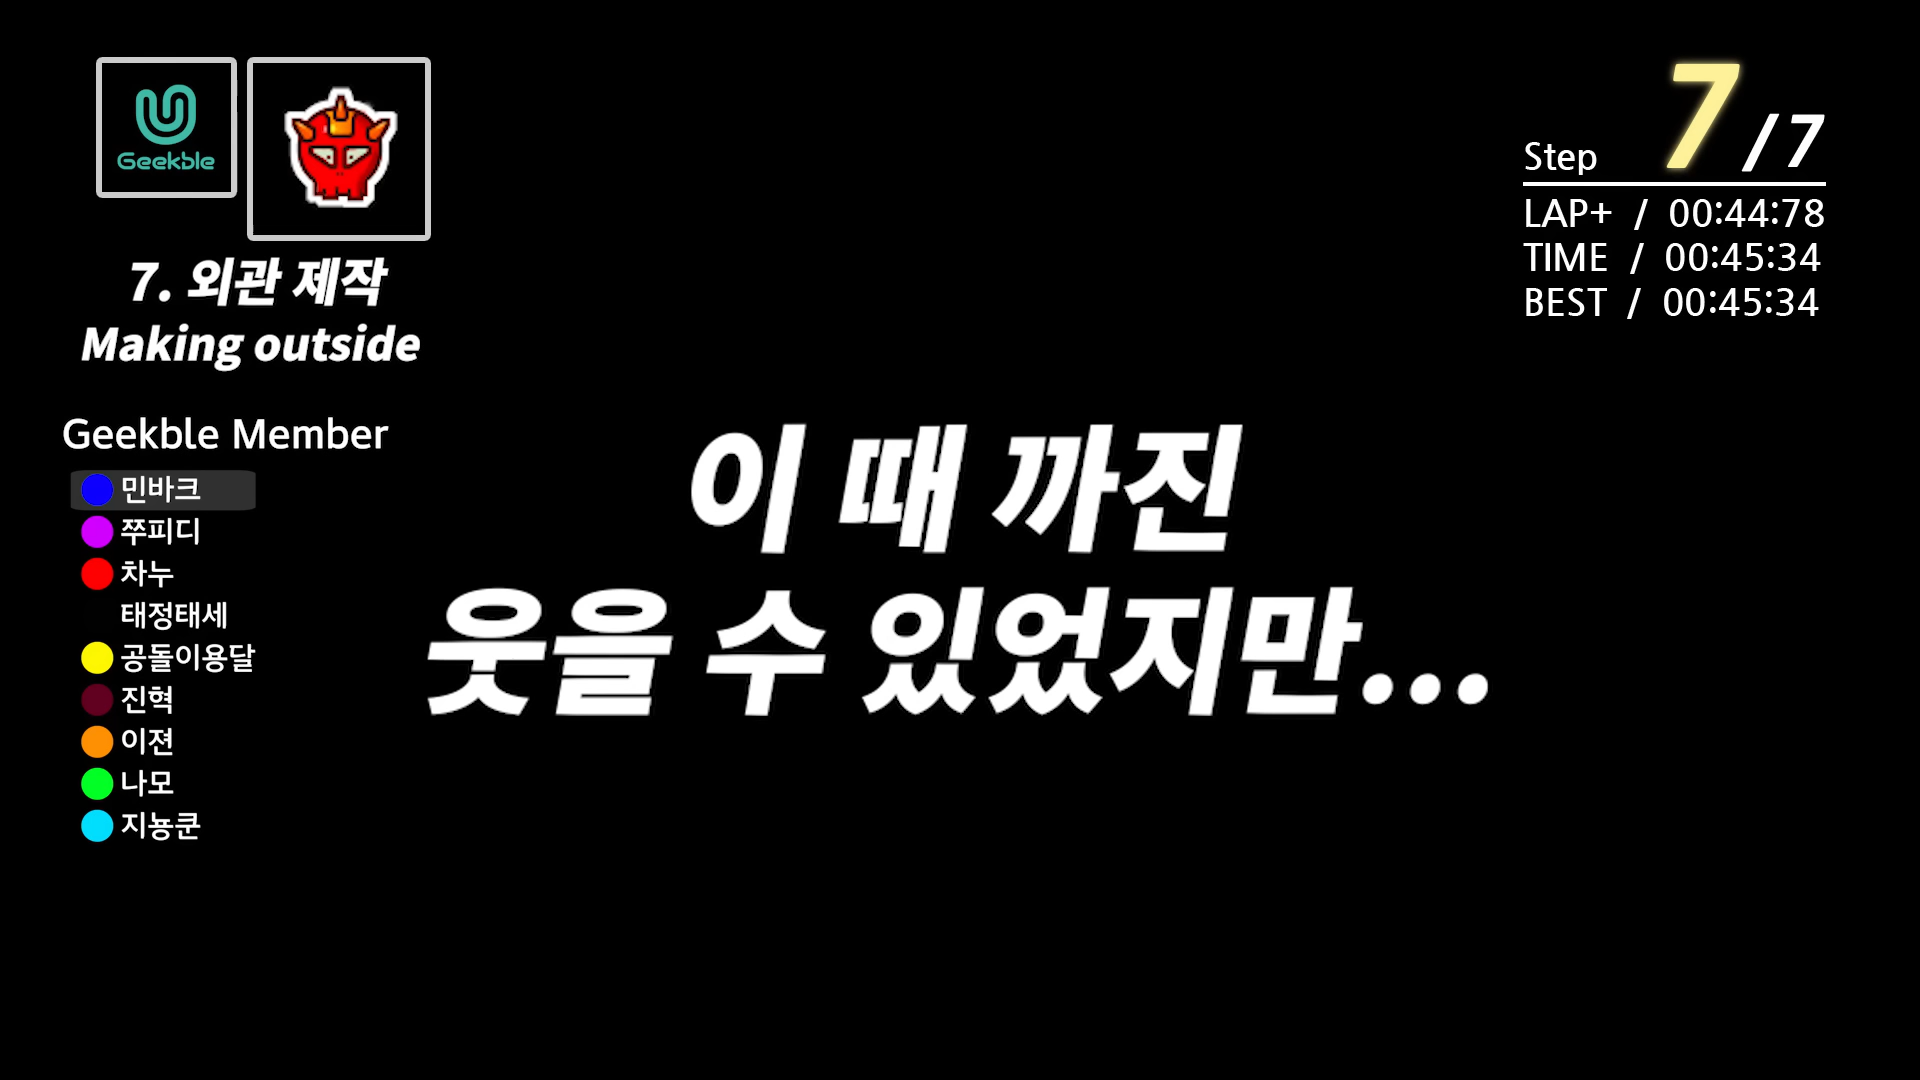 Geekble
7. 외관 제작
Making outside
Geekble Member
민바크
쭈피디
차누
태정태세
공돌이용달
진혁
이젼
나모
지뇽쿤
Step 7/7
LAP+ / 00:44:78
TIME / 00:45:34
BEST / 00:45:34
이 때 까진
웃을 수 있었지만...